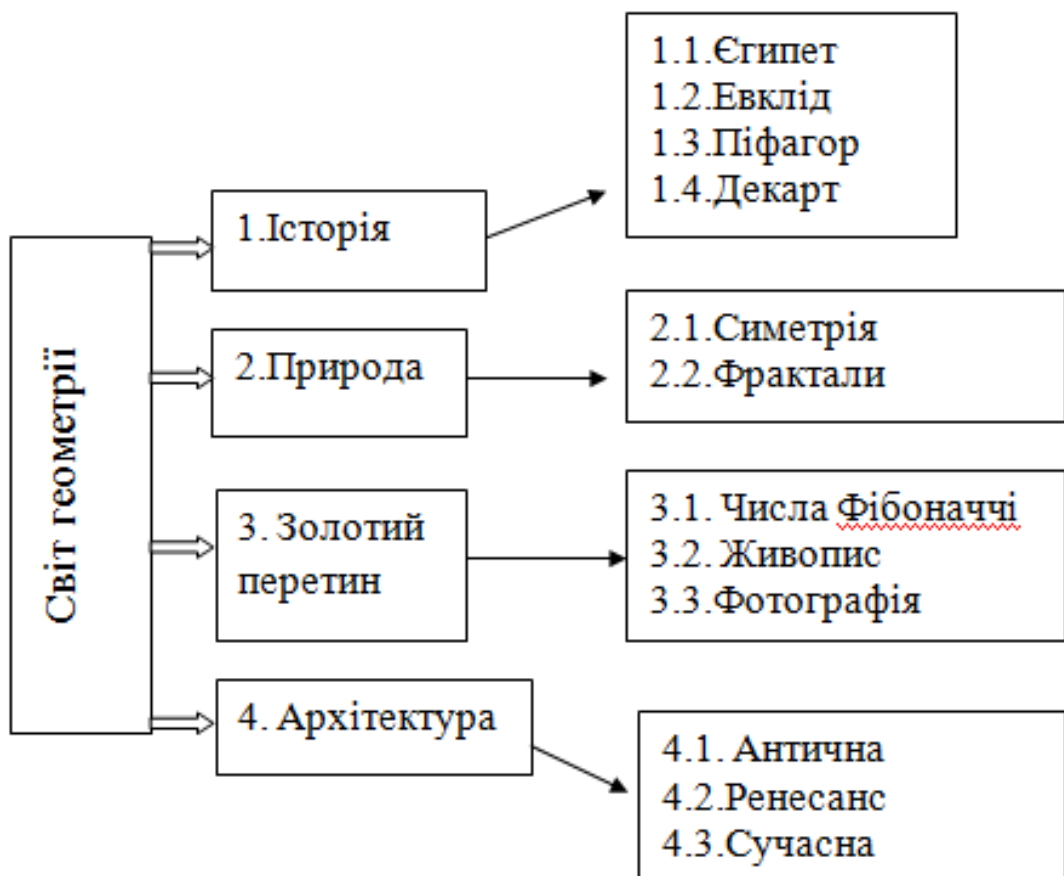 Світ геометрії
1.Історія
1.1.Єгипет
1.2.Евклід
1.3.Піфагор
1.4.Декарт
2.Природа
2.1.Симетрія
2.2.Фрактали
3. Золотий
перетин
3.1. Числа Фібоначчі
3.2. Живопис
3.3.Фотографія
4. Архітектура
4.1. Антична
4.2.Ренесанс
4.3.Сучасна